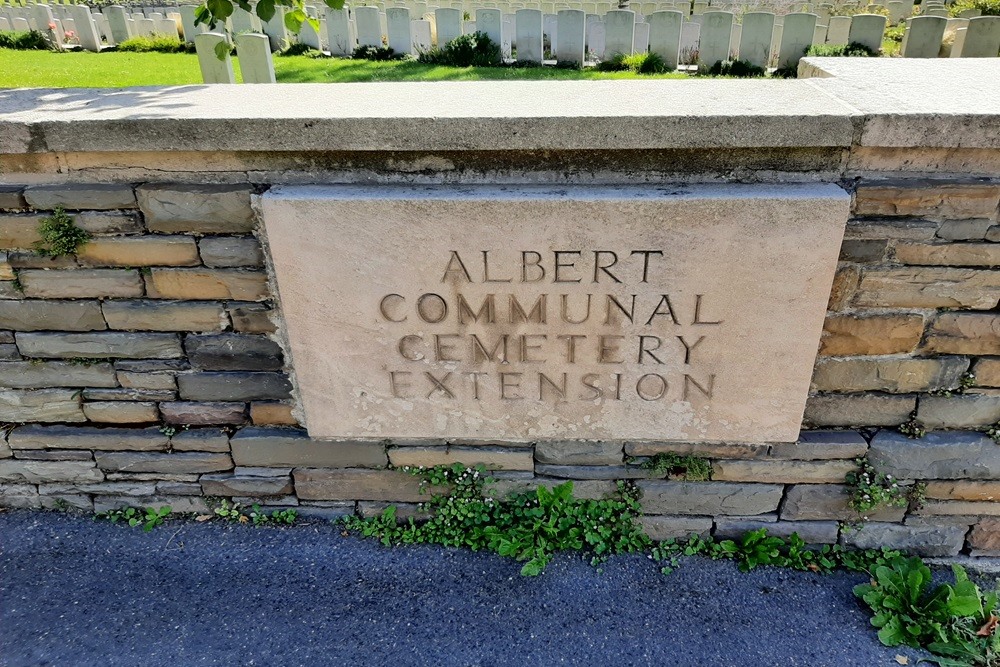 ALBERT
COMMUNAL
CEMETERY
EXTENSION